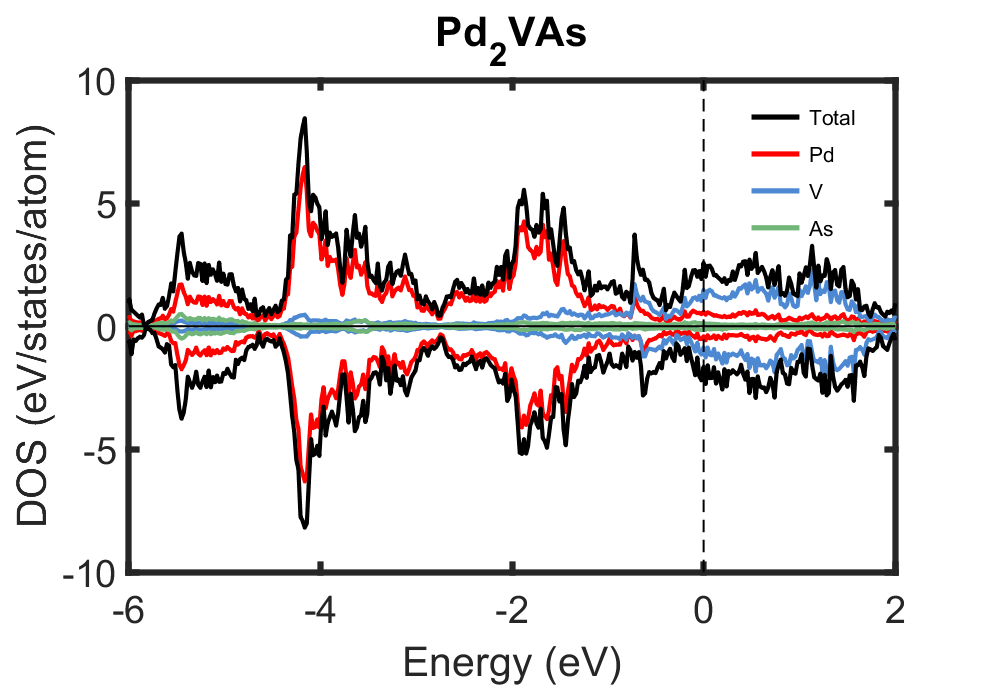 Pd₂VAs
10
5
0
-5
-10
DOS (eV/states/atom)
Total
Pd
V
As
-6
-4
-2
0
2
Energy (eV)